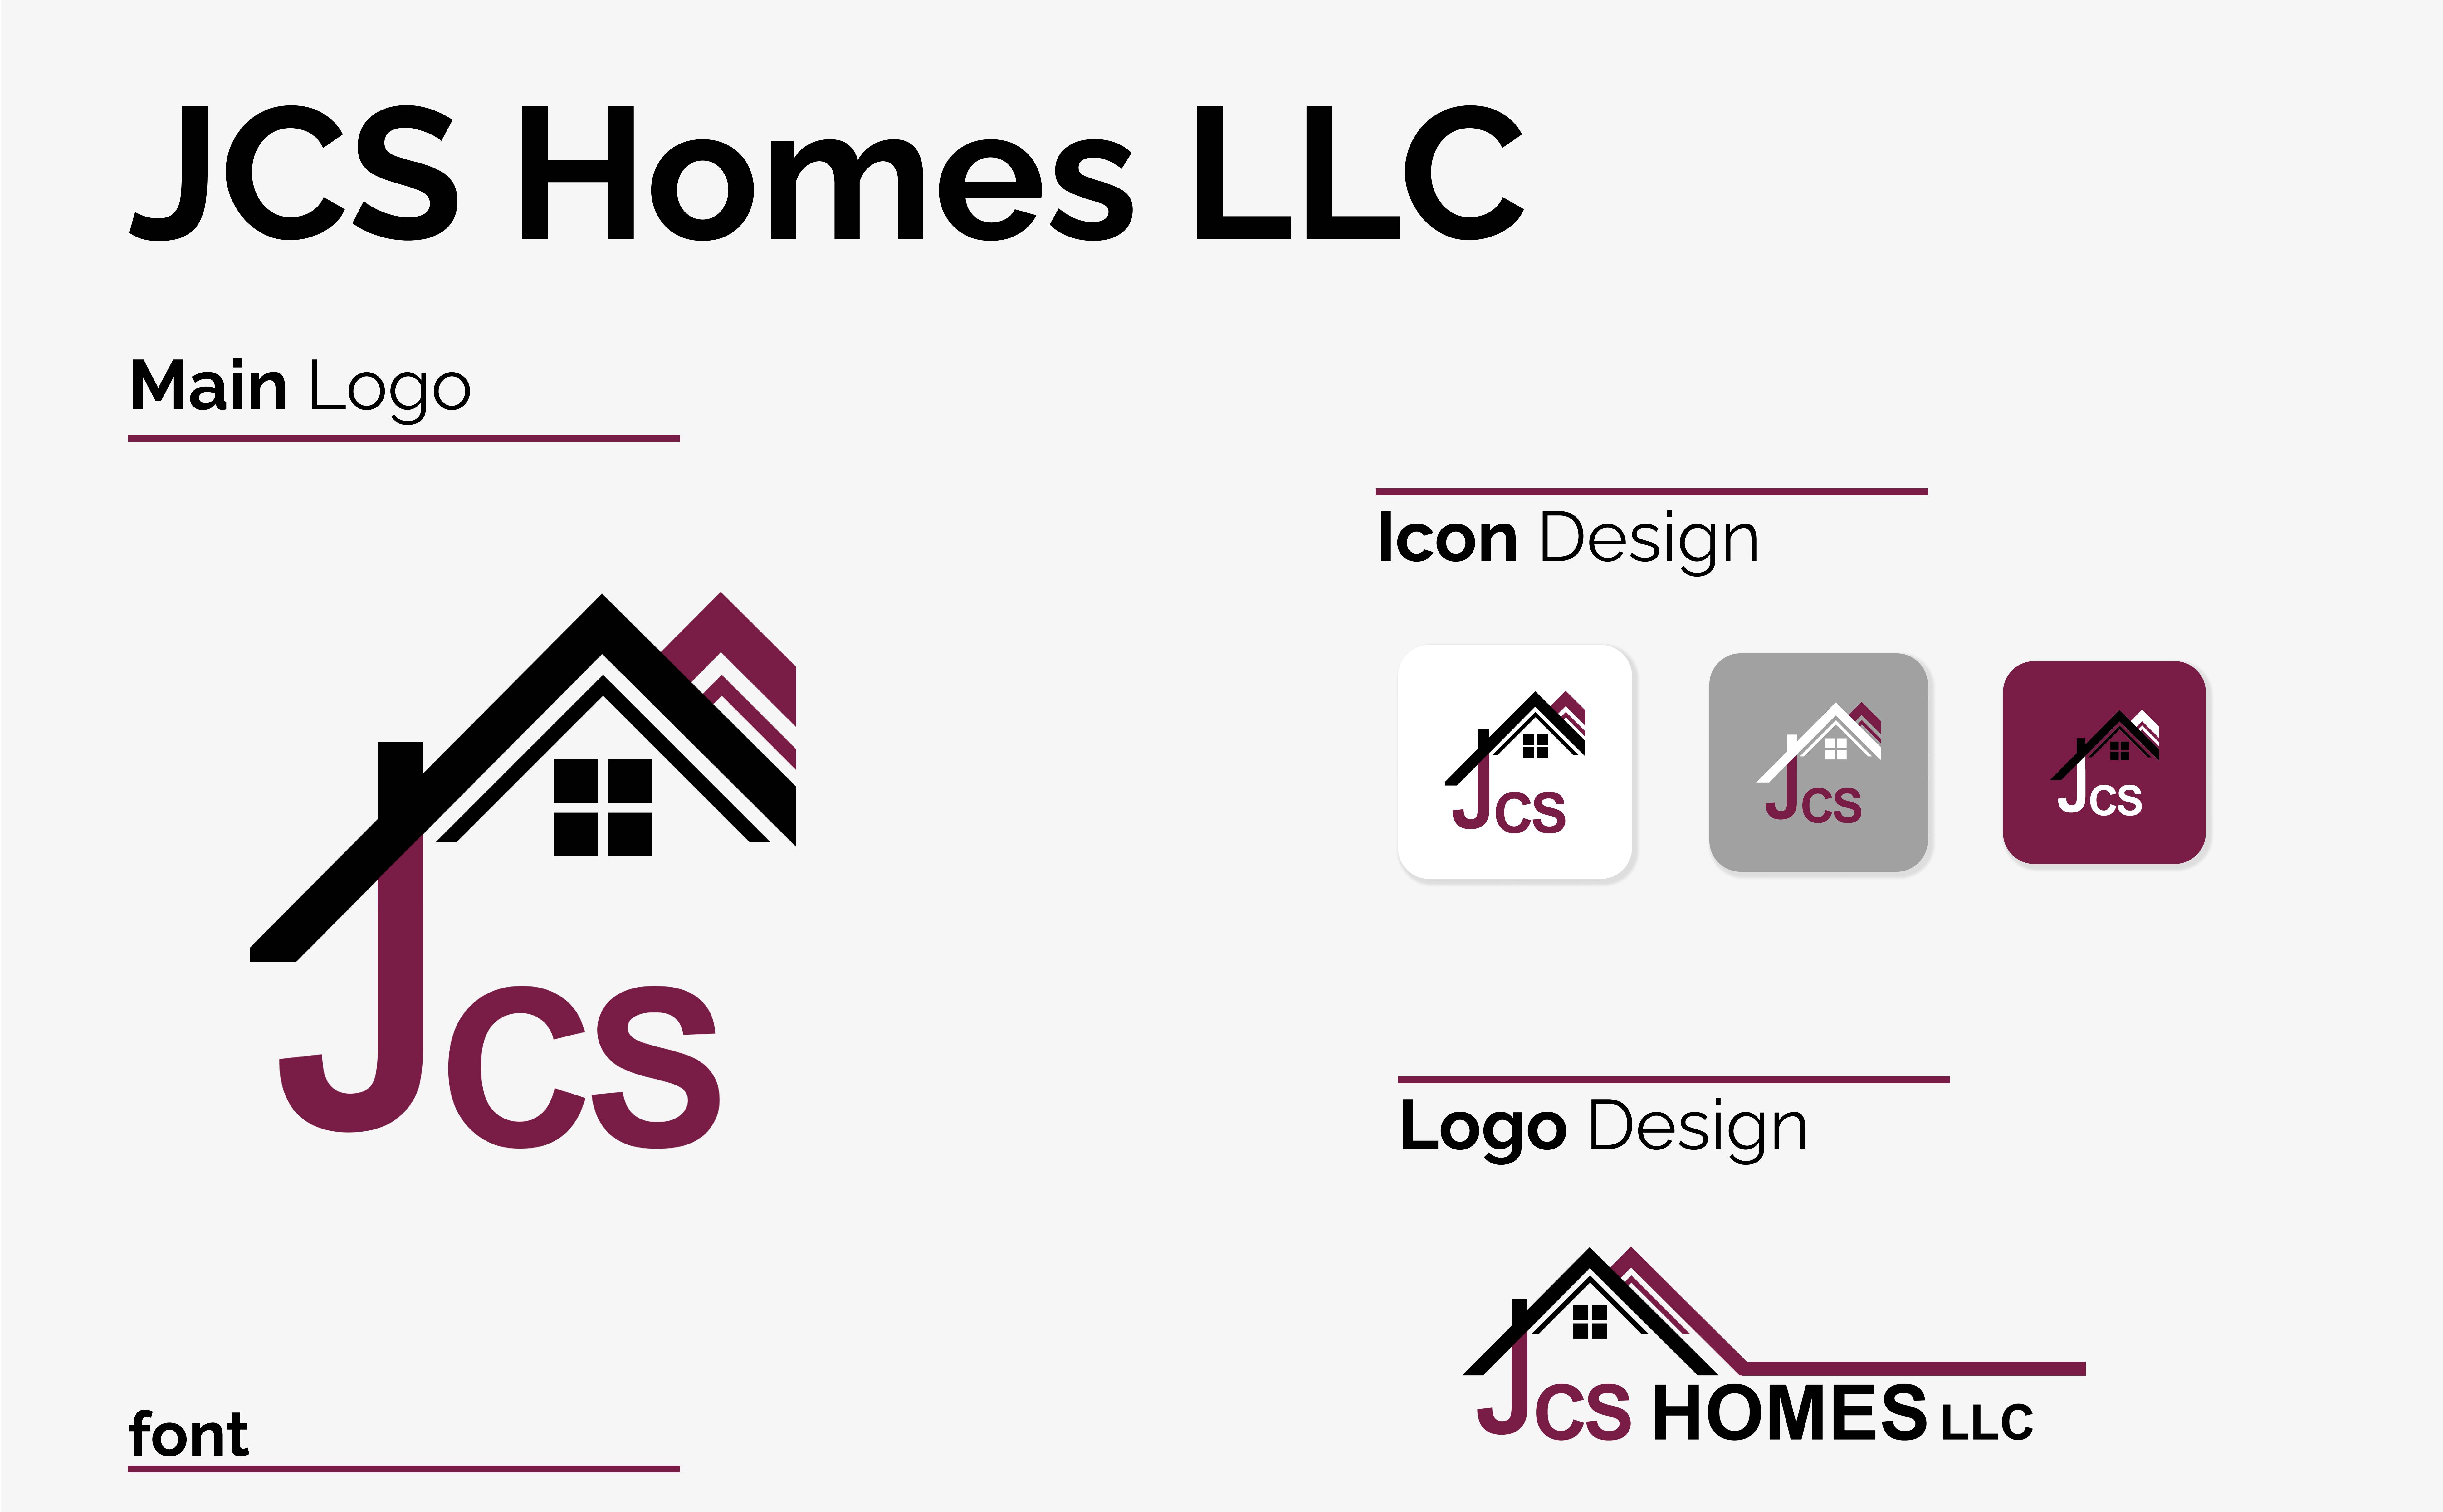 JCS Homes LLC
Main Logo
Jcs
Icon Design
Jcs
Jcs
Jcs
Logo Design
JCS HOMES LLC
font